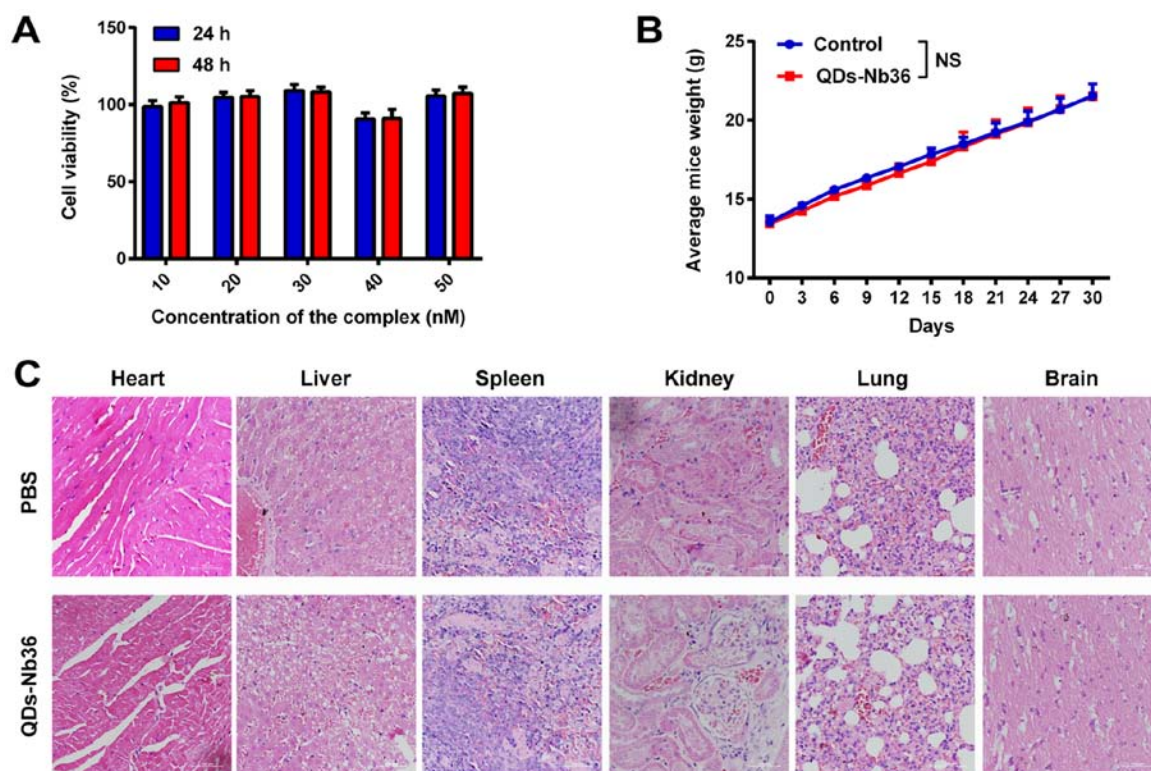 A
24 h
48 h
Cell viability (%)
150
100
50
0
10
20
30
40
50
Concentration of the complex (nM)
B
Control
QDs-Nb36
NS
Average mice weight (g)
25
20
15
10
0 3 6 9 12 15 18 21 24 27 30
Days
C
Heart Liver Spleen Kidney Lung Brain
PBS
QDs-Nb36